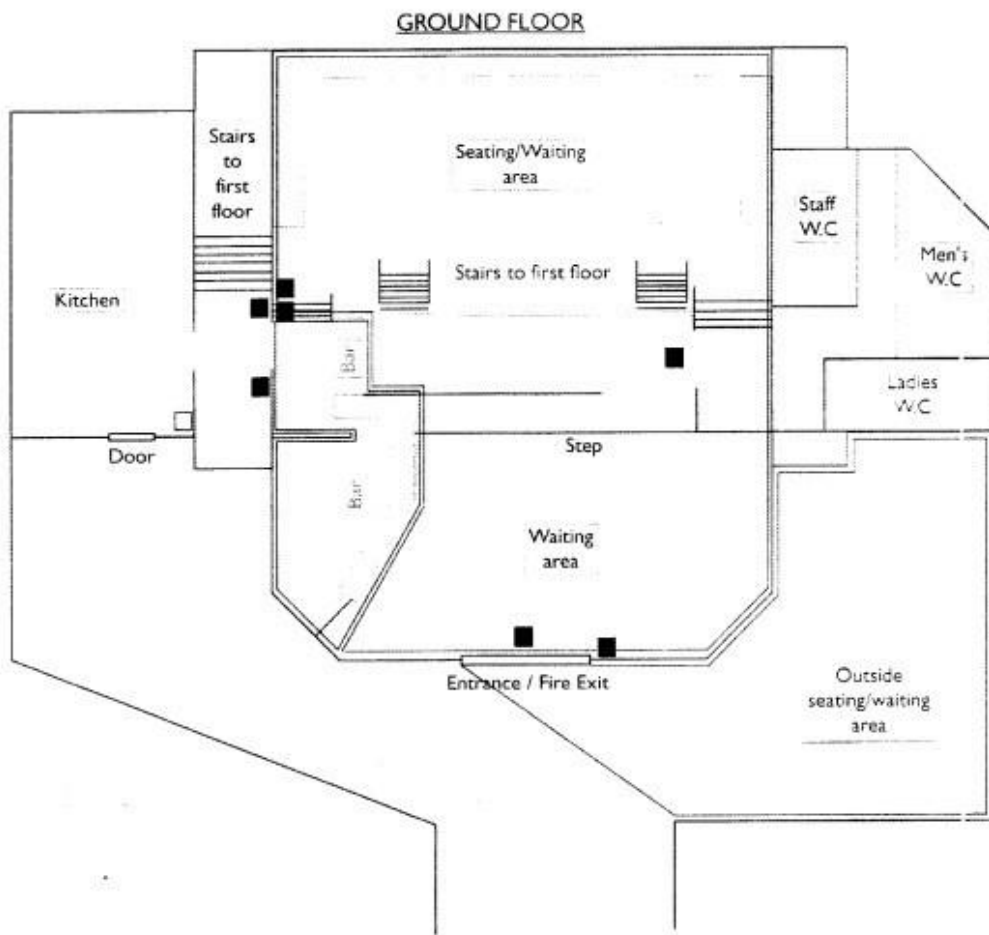 GROUND FLOOR
Stairs
to
first
floor
Seating/Waiting
area
Staff
W.C
Men's
W.C
Kitchen
Stairs to first floor
Bar
Ladies
W.C
Door
Step
Bar
Waiting
area
Entrance / Fire Exit
Outside
seating/waiting
area